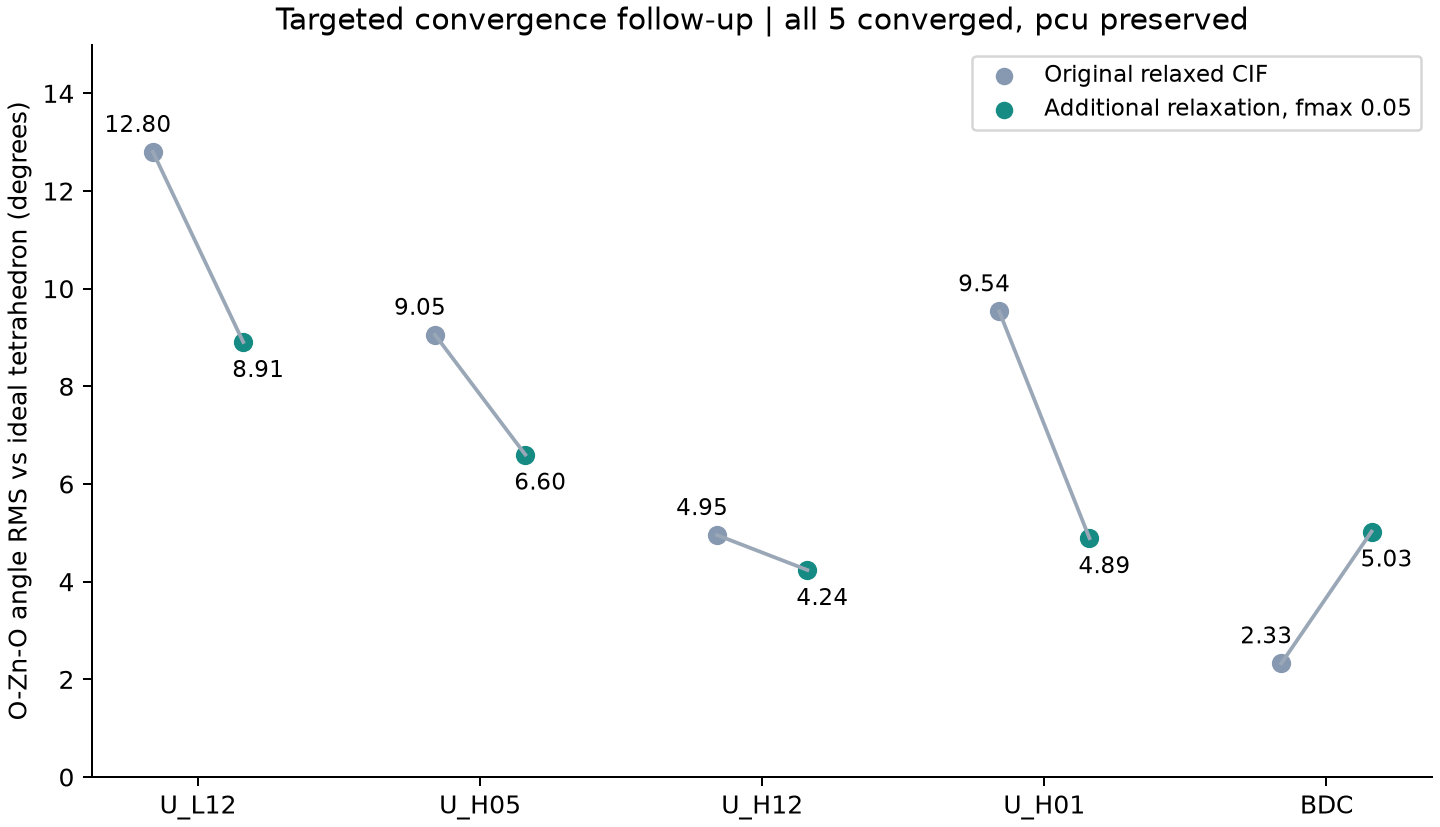 Targeted convergence follow-up | all 5 converged, pcu preserved
Original relaxed CIF
Additional relaxation, fmax 0.05
O-Zn-O angle RMS vs ideal tetrahedron (degrees)
14
12
10
8
6
4
2
0
12.80
8.91
9.05
6.60
4.95
4.24
9.54
4.89
2.33
5.03
U_L12
U_H05
U_H12
U_H01
BDC